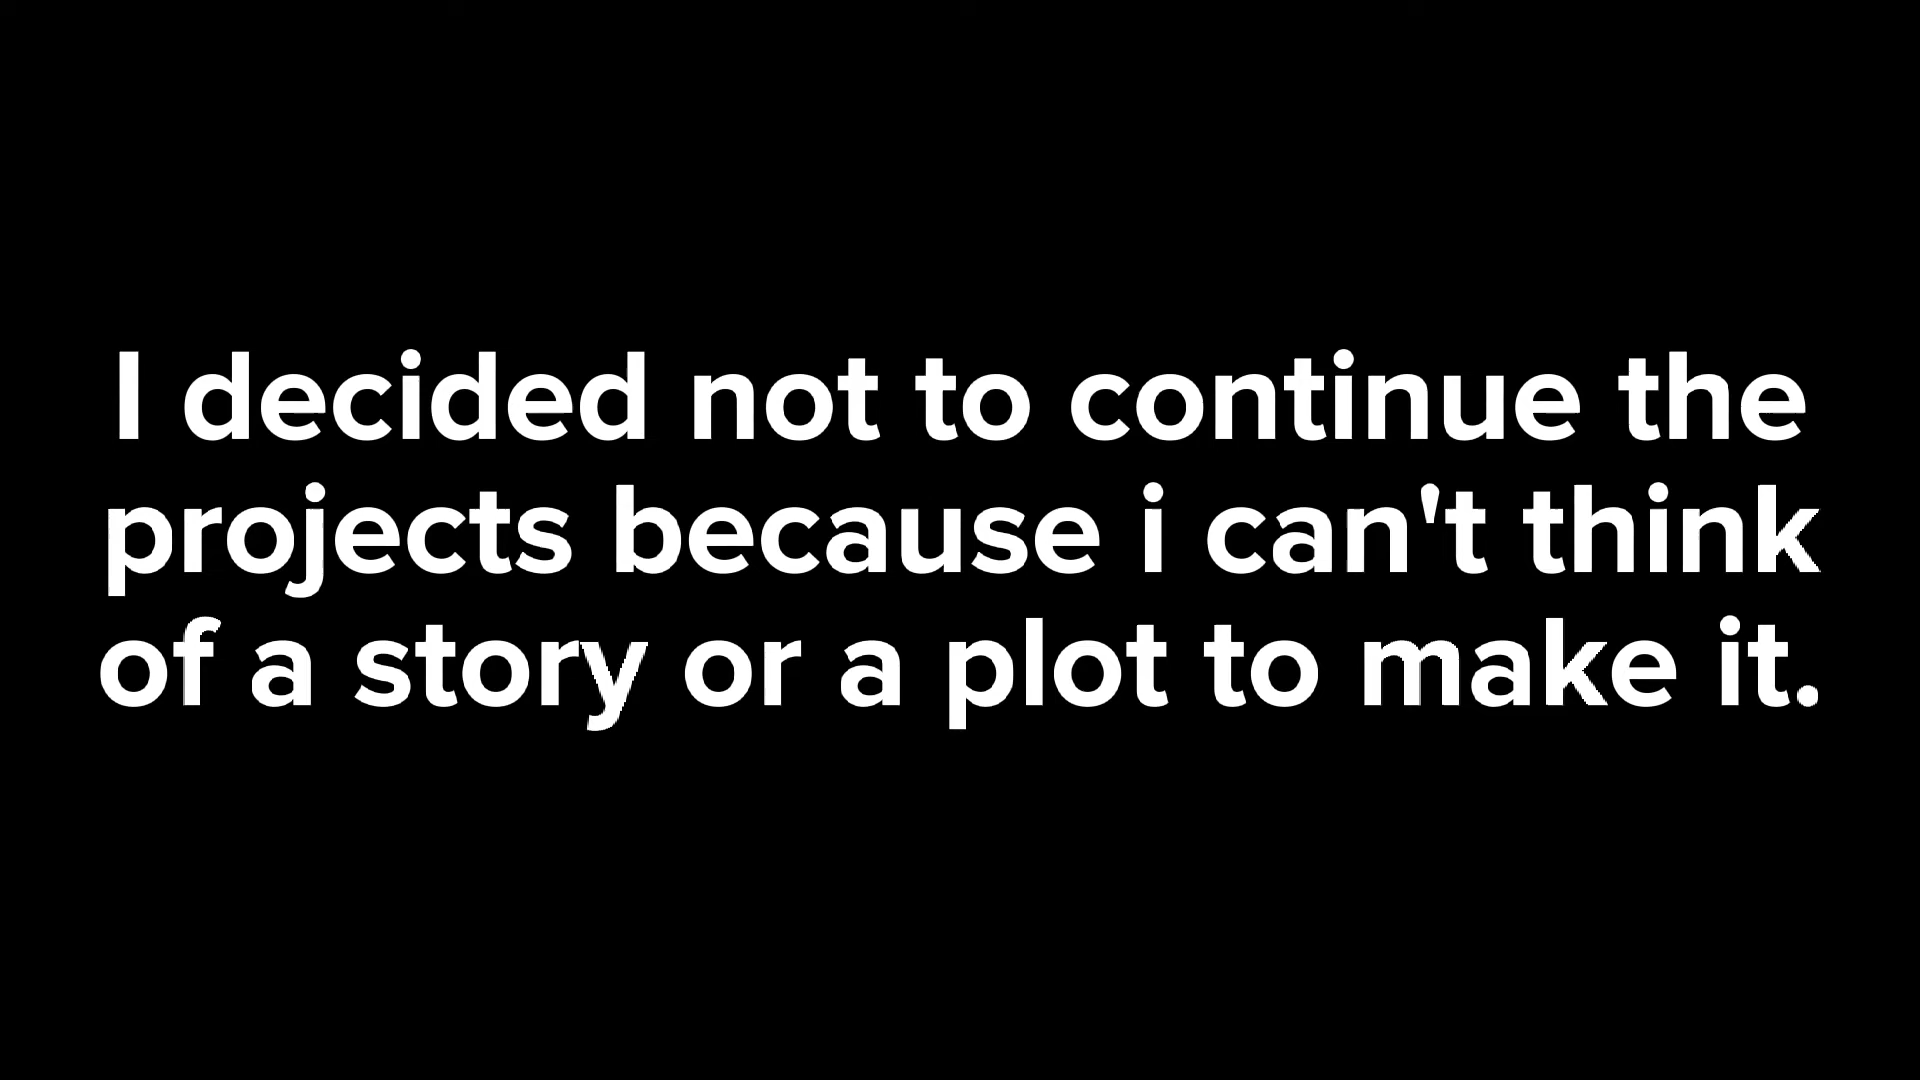 I decided not to continue the
projects because i can't think
of a story or a plot to make it.